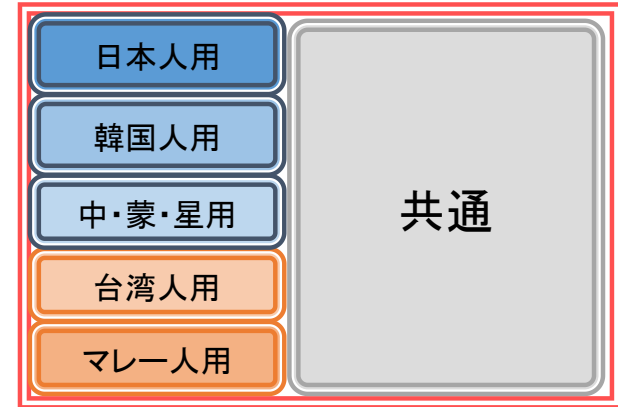 日本人用
韓国人用
中・蒙・星用
台湾人用
マレー人用
共通